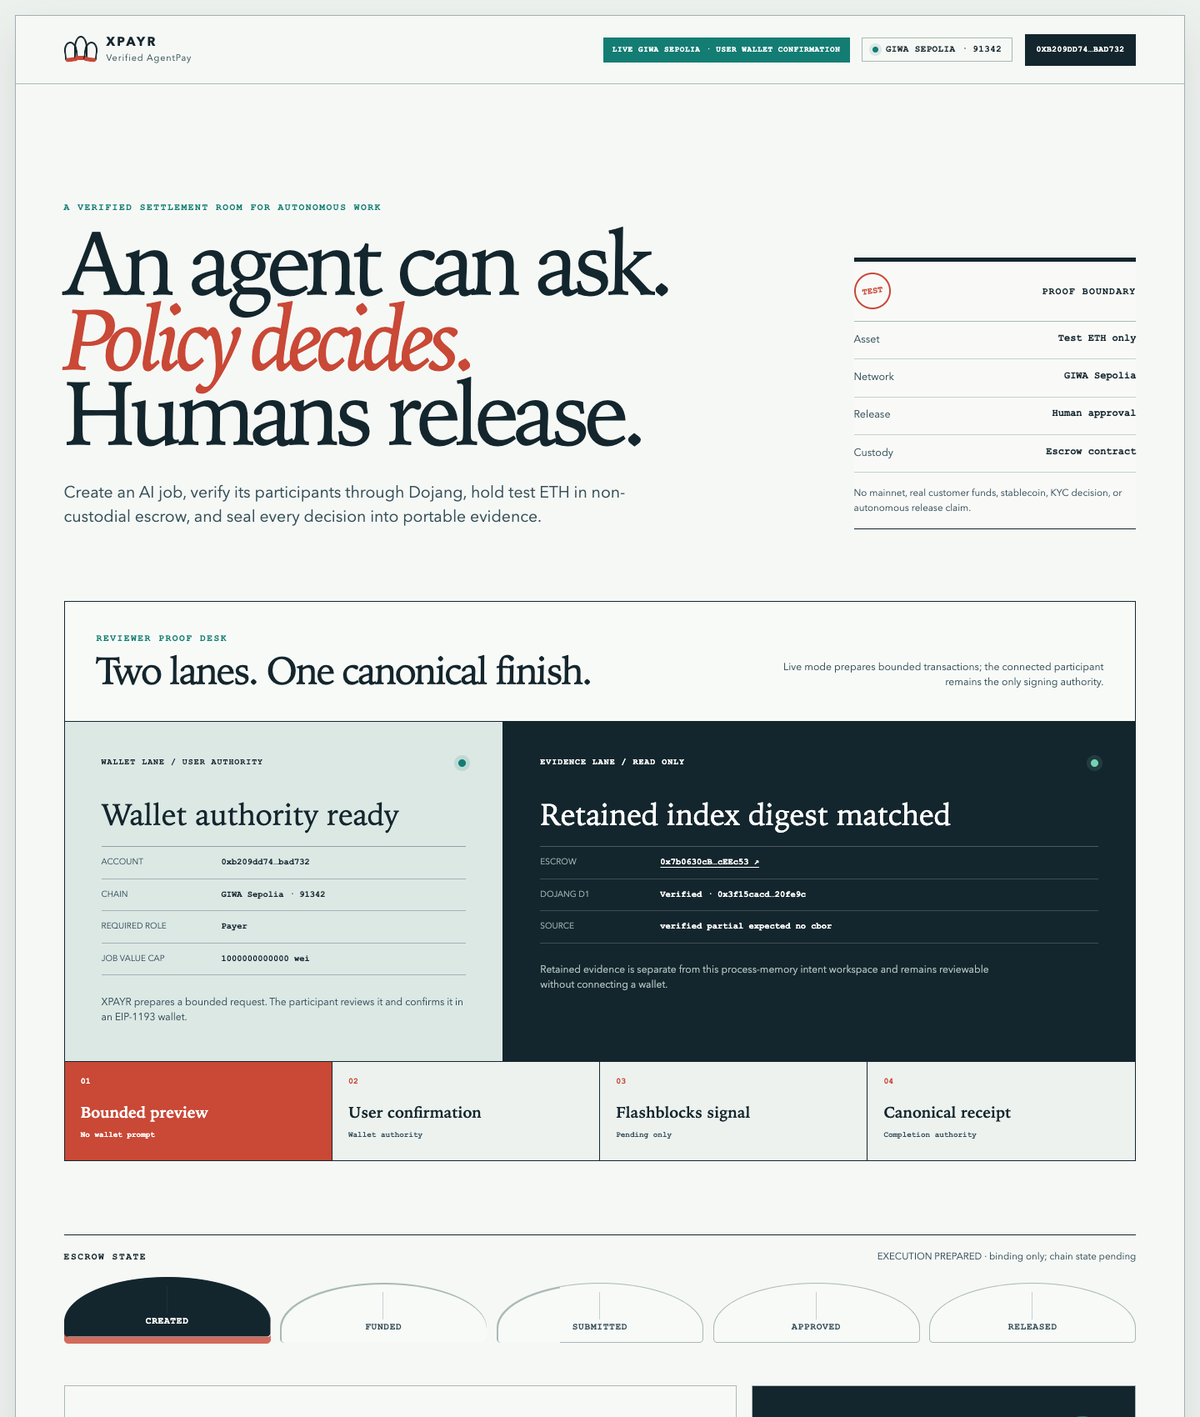 XPAYR
Verified AgentPay
LIVE GIWA SEPOLIA · USER WALLET CONFIRMATION
GIWA SEPOLIA · 91342
0XB209DD74…BAD732
A VERIFIED SETTLEMENT ROOM FOR AUTONOMOUS WORK
An agent can ask.
Policy decides.
Humans release.
Create an AI job, verify its participants through Dojang, hold test ETH in non-
custodial escrow, and seal every decision into portable evidence.
TEST
PROOF BOUNDARY
Asset
Test ETH only
Network
GIWA Sepolia
Release
Human approval
Custody
Escrow contract
No mainnet, real customer funds, stablecoin, KYC decision, or
autonomous release claim.
REVIEWER PROOF DESK
Two lanes. One canonical finish.
Live mode prepares bounded transactions; the connected participant
remains the only signing authority.
WALLET LANE / USER AUTHORITY
Wallet authority ready
ACCOUNT
0xb209dd74…bad732
CHAIN
GIWA Sepolia · 91342
REQUIRED ROLE
Payer
JOB VALUE CAP
1000000000000 wei
XPAYR prepares a bounded request. The participant reviews it and confirms it in
an EIP-1193 wallet.
EVIDENCE LANE / READ ONLY
Retained index digest matched
ESCROW
0x7b0630cB…cEEc53 ↗
DOJANG D1
Verified · 0x3f15cacd…20fe9c
SOURCE
verified partial expected no cbor
Retained evidence is separate from this process-memory intent workspace and remains reviewable
without connecting a wallet.
01
Bounded preview
No wallet prompt
02
User confirmation
Wallet authority
03
Flashblocks signal
Pending only
04
Canonical receipt
Completion authority
ESCROW STATE
EXECUTION PREPARED · binding only; chain state pending
CREATED
FUNDED
SUBMITTED
APPROVED
RELEASED